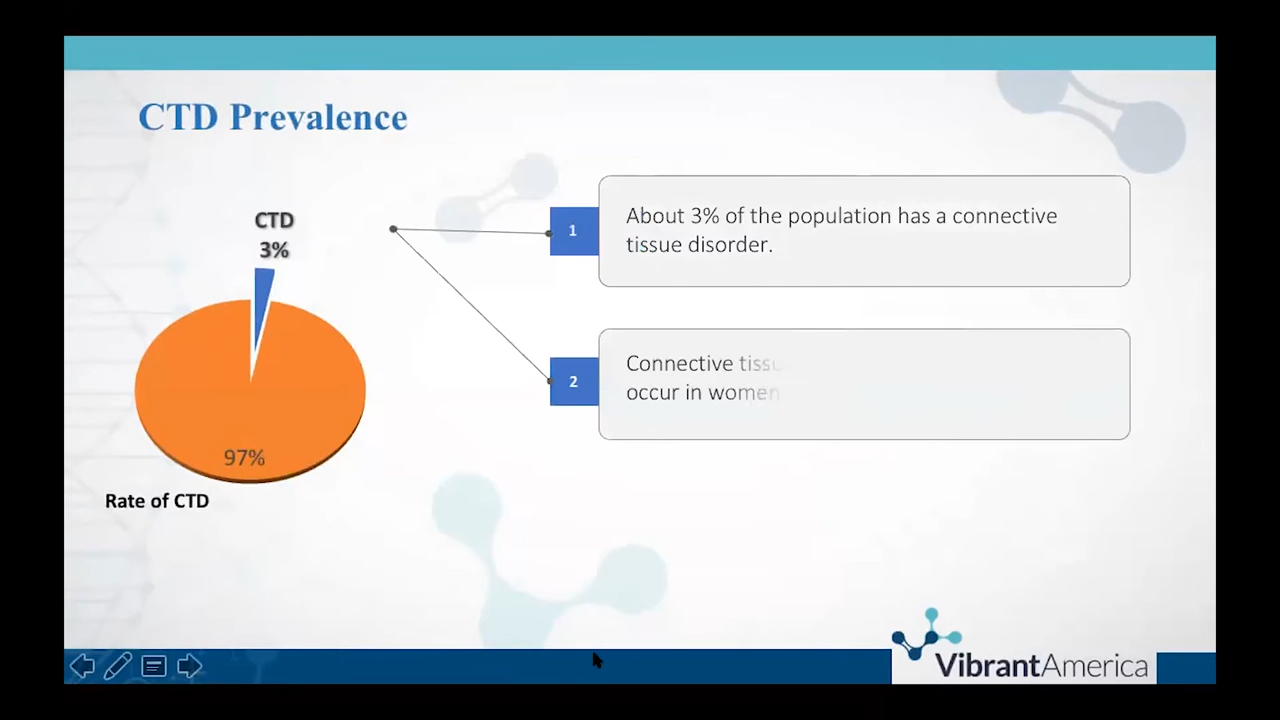 CTD Prevalence
CTD
3%
97%
Rate of CTD
1
About 3% of the population has a connective
tissue disorder.
2
Connective
occur in women
VibrantAmerica